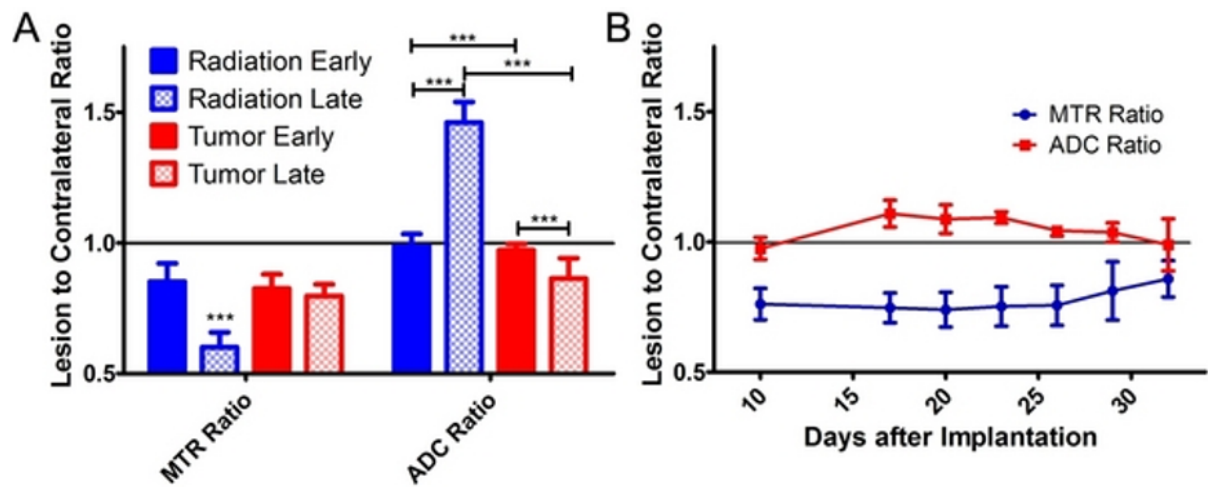 A
Lesion to Contralateral Ratio
1.5
1.0
0.5
Radiation Early
Radiation Late
Tumor Early
Tumor Late
***
***
***
***
***
MTR Ratio
ADC Ratio
B
Lesion to Contralateral Ratio
1.5
1.0
0.5
MTR Ratio
ADC Ratio
10
15
20
25
30
Days after Implantation